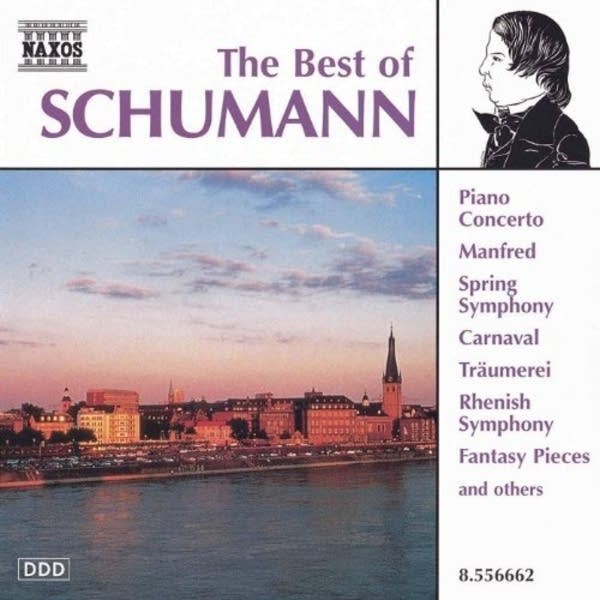 NAXOS
The Best of
SCHUMANN
Piano
Concerto
Manfred
Spring
Symphony
Carnaval
Träumerei
Rhenish
Symphony
Fantasy Pieces
and others
DDD
8.556662